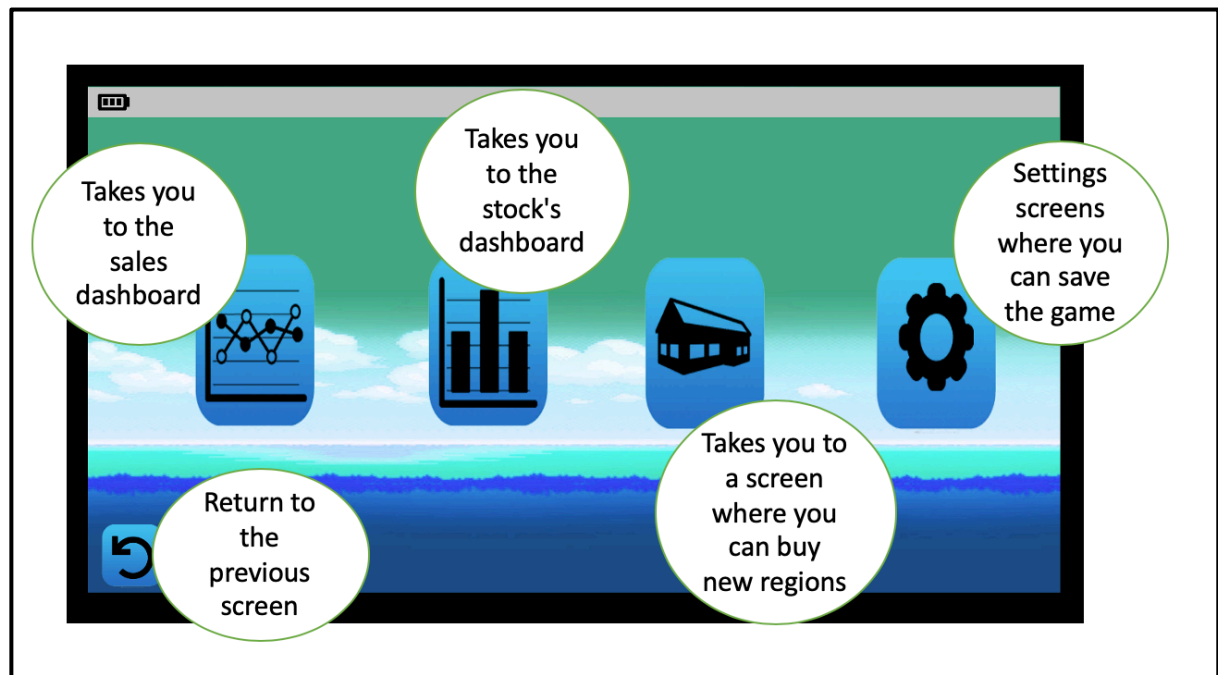 Takes you
to the
sales
dashboard
Takes you
to the
stock's
dashboard
Settings
screens
where you
can save
the game
Return to
the
previous
screen
Takes you to
a screen
where you
can buy
new regions